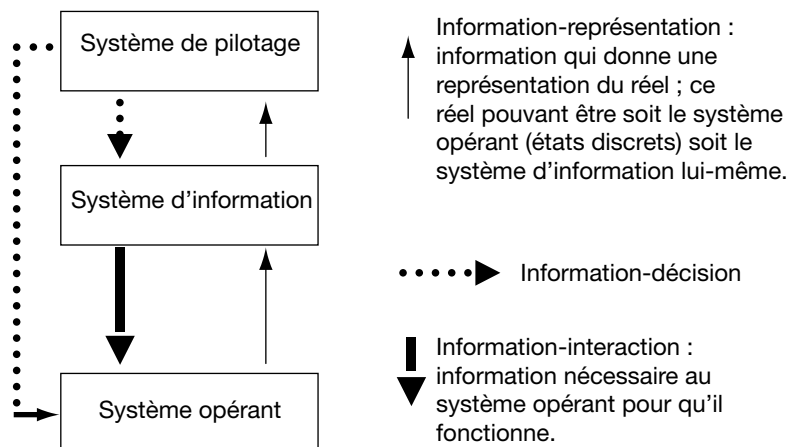 Système de pilotage
Système d’information
Système opérant
Information-représentation :
information qui donne une
représentation du réel ; ce
réel pouvant être soit le système
opérant (états discrets) soit le
système d’information lui-même.
Information-décision
Information-interaction :
information nécessaire au
système opérant pour qu’il
fonctionne.